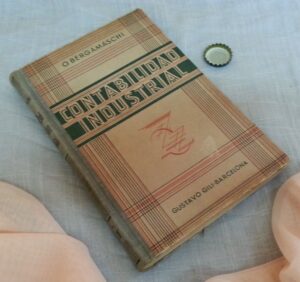 O. BERGAMASCHI
CONTABILIDAD
INDUSTRIAL
GUSTAVO GILI-BARCELONA